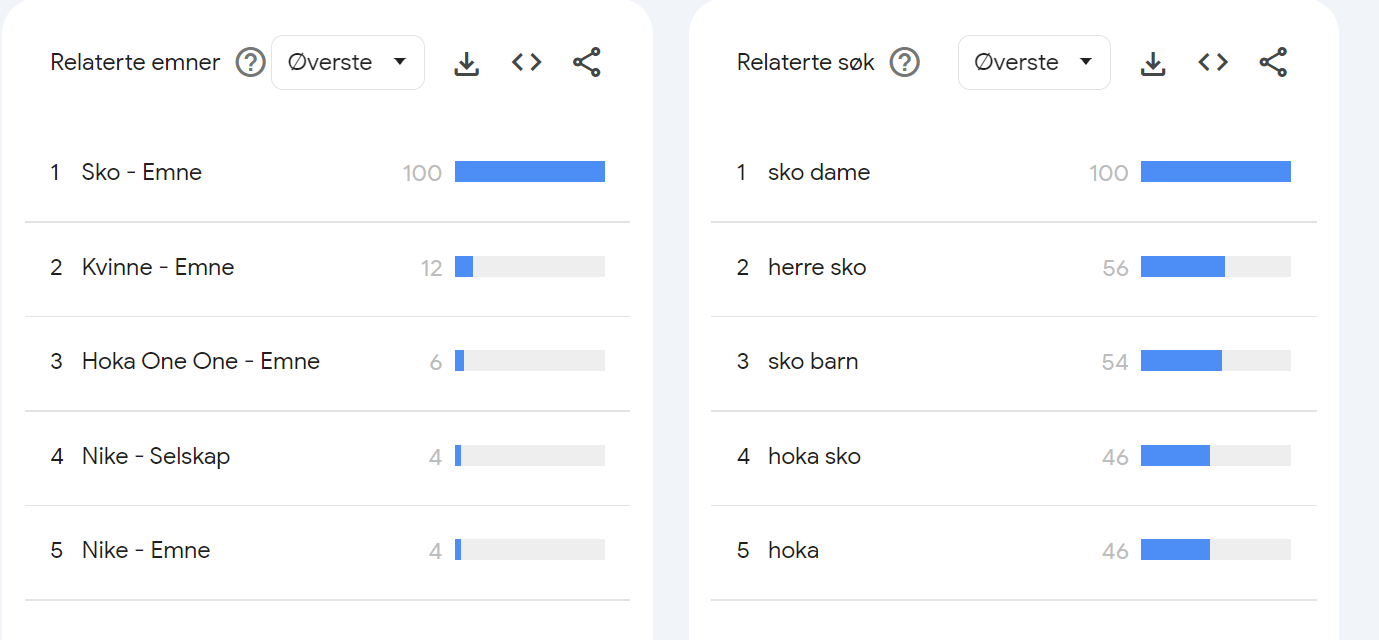 Relaterte emner ? Øverste
1 Sko - Emne 100
2 Kvinne - Emne 12
3 Hoka One One - Emne 6
4 Nike - Selskap 4
5 Nike - Emne 4
Relaterte søk ? Øverste
1 sko dame 100
2 herre sko 56
3 sko barn 54
4 hoka sko 46
5 hoka 46